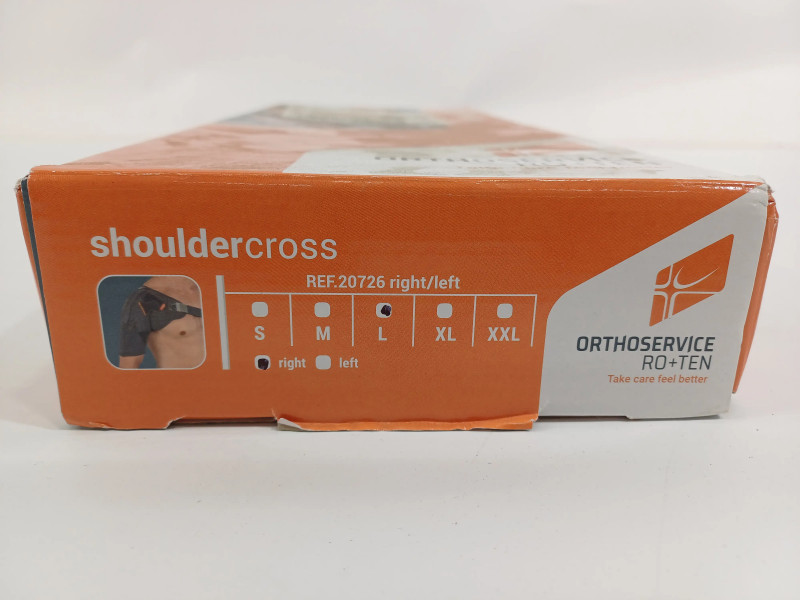 shouldercross
REF.20726 right/left
S M L XL XXL
right left
ORTHOSERVICE
RO+TEN
Take care feel better